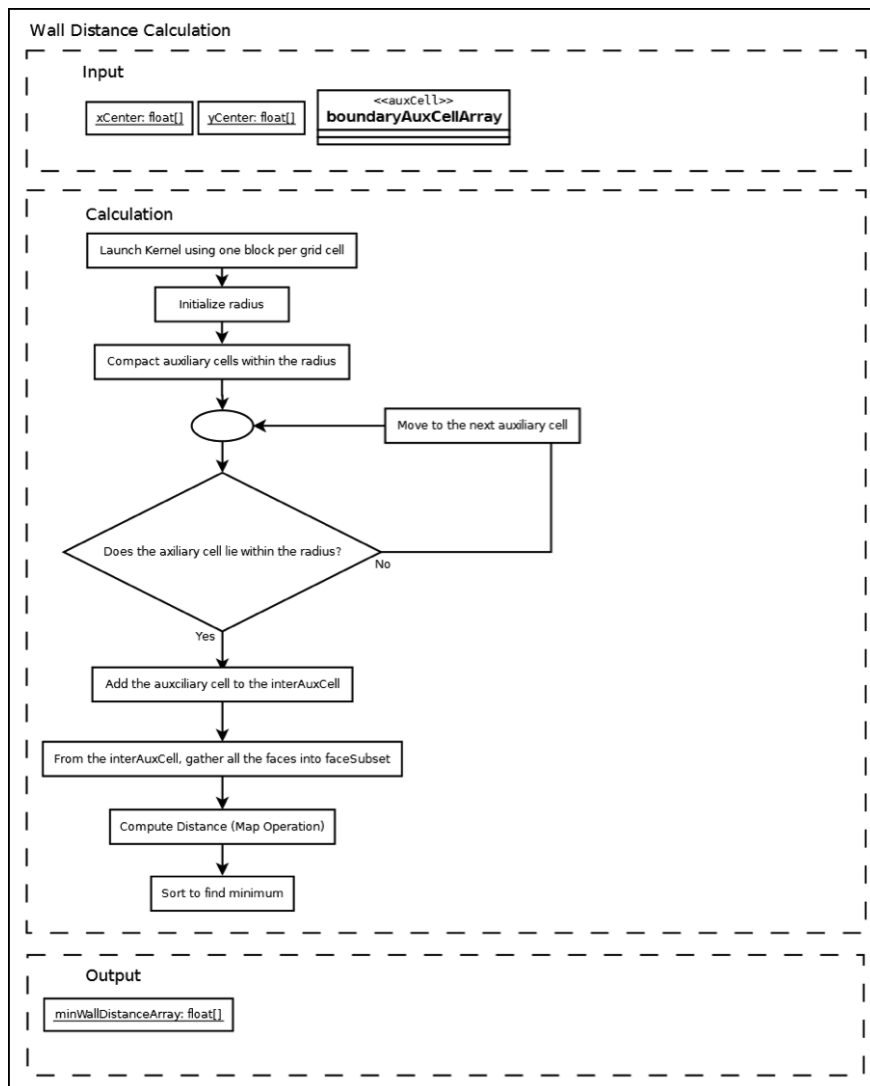 Wall Distance Calculation
Input
xCenter: float[]
yCenter: float[]
<<auxCell>>
boundaryAuxCellArray
Calculation
Launch Kernel using one block per grid cell
Initialize radius
Compact auxiliary cells within the radius
Move to the next auxiliary cell
Does the axiliary cell lie within the radius?
No
Yes
Add the auxciliary cell to the interAuxCell
From the interAuxCell, gather all the faces into faceSubset
Compute Distance (Map Operation)
Sort to find minimum
Output
minWallDistanceArray: float[]